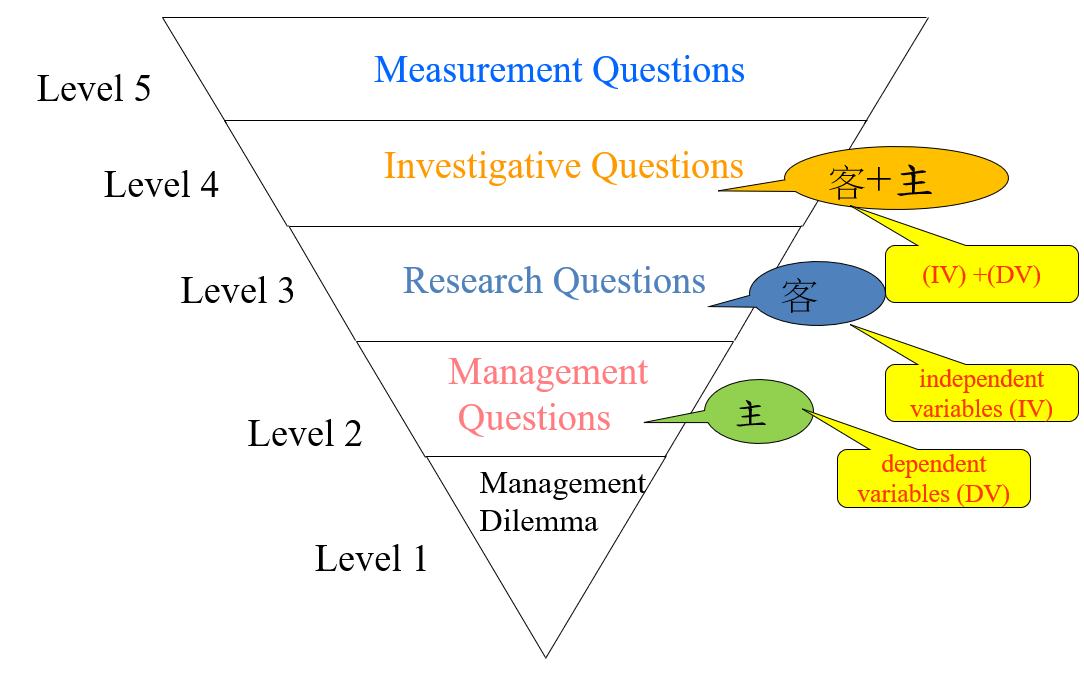 Level 5
Measurement Questions
Level 4
Investigative Questions
客+主
(IV) +(DV)
Level 3
Research Questions
客
independent
variables (IV)
Level 2
Management
Questions
主
dependent
variables (DV)
Management
Dilemma
Level 1